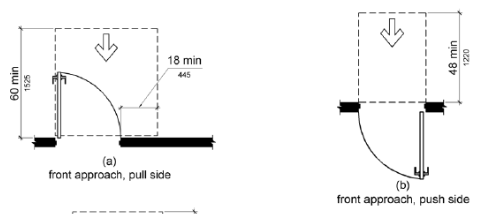 60 min
1525
18 min
445
(a)
front approach, pull side
48 min
1220
(b)
front approach, push side